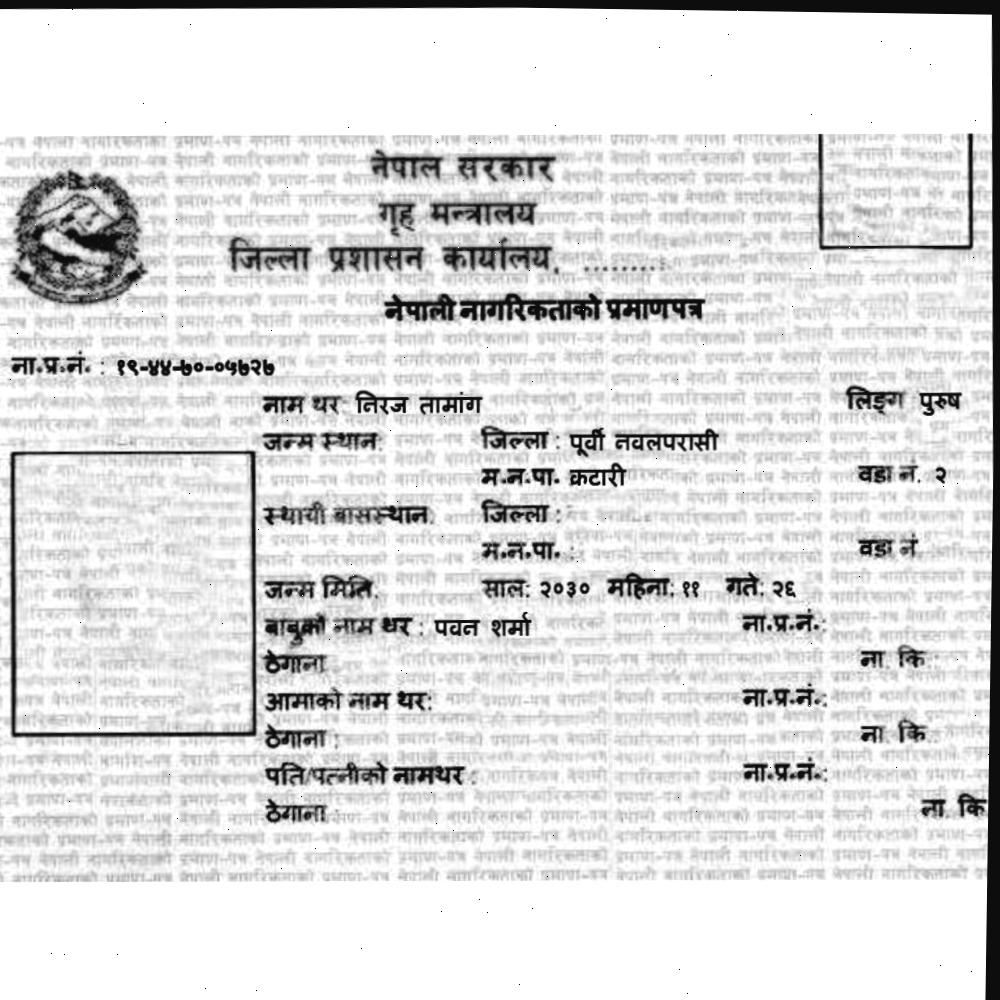 नेपाल सरकार
गृह मन्त्रालय
जिल्ला प्रशासन कार्यालय, .........
नेपाली नागरिकताको प्रमाणपत्र
ना.प्र.नं. : १९-४४-७०-०५७२७
नाम थर: निरज तामांग लिङ्ग पुरुष
जन्म स्थान: जिल्ला : पूर्वी नवलपरासी
म.न.पा. कटारी वडा नं. २
स्थायी बासस्थान: जिल्ला :
म.न.पा. : वडा नं.
जन्म मिति: साल: २०३० महिना: ११ गते: २६
बाबुको नाम थर : पवन शर्मा ना.प्र.नं.:
ठेगाना ना. कि.:
आमाको नाम थर: ना.प्र.नं.:
ठेगाना : ना. कि.:
पति/पत्नीको नामथर : ना.प्र.नं.:
ठेगाना ना. कि